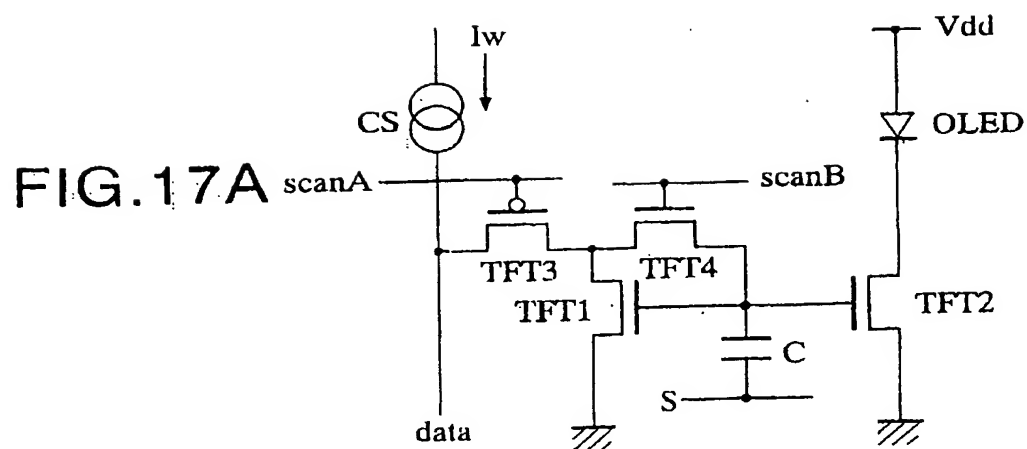 Iw
Vdd
CS
OLED
FIG.17A
scanA
scanB
TFT3
TFT4
TFT1
TFT2
C
S
data